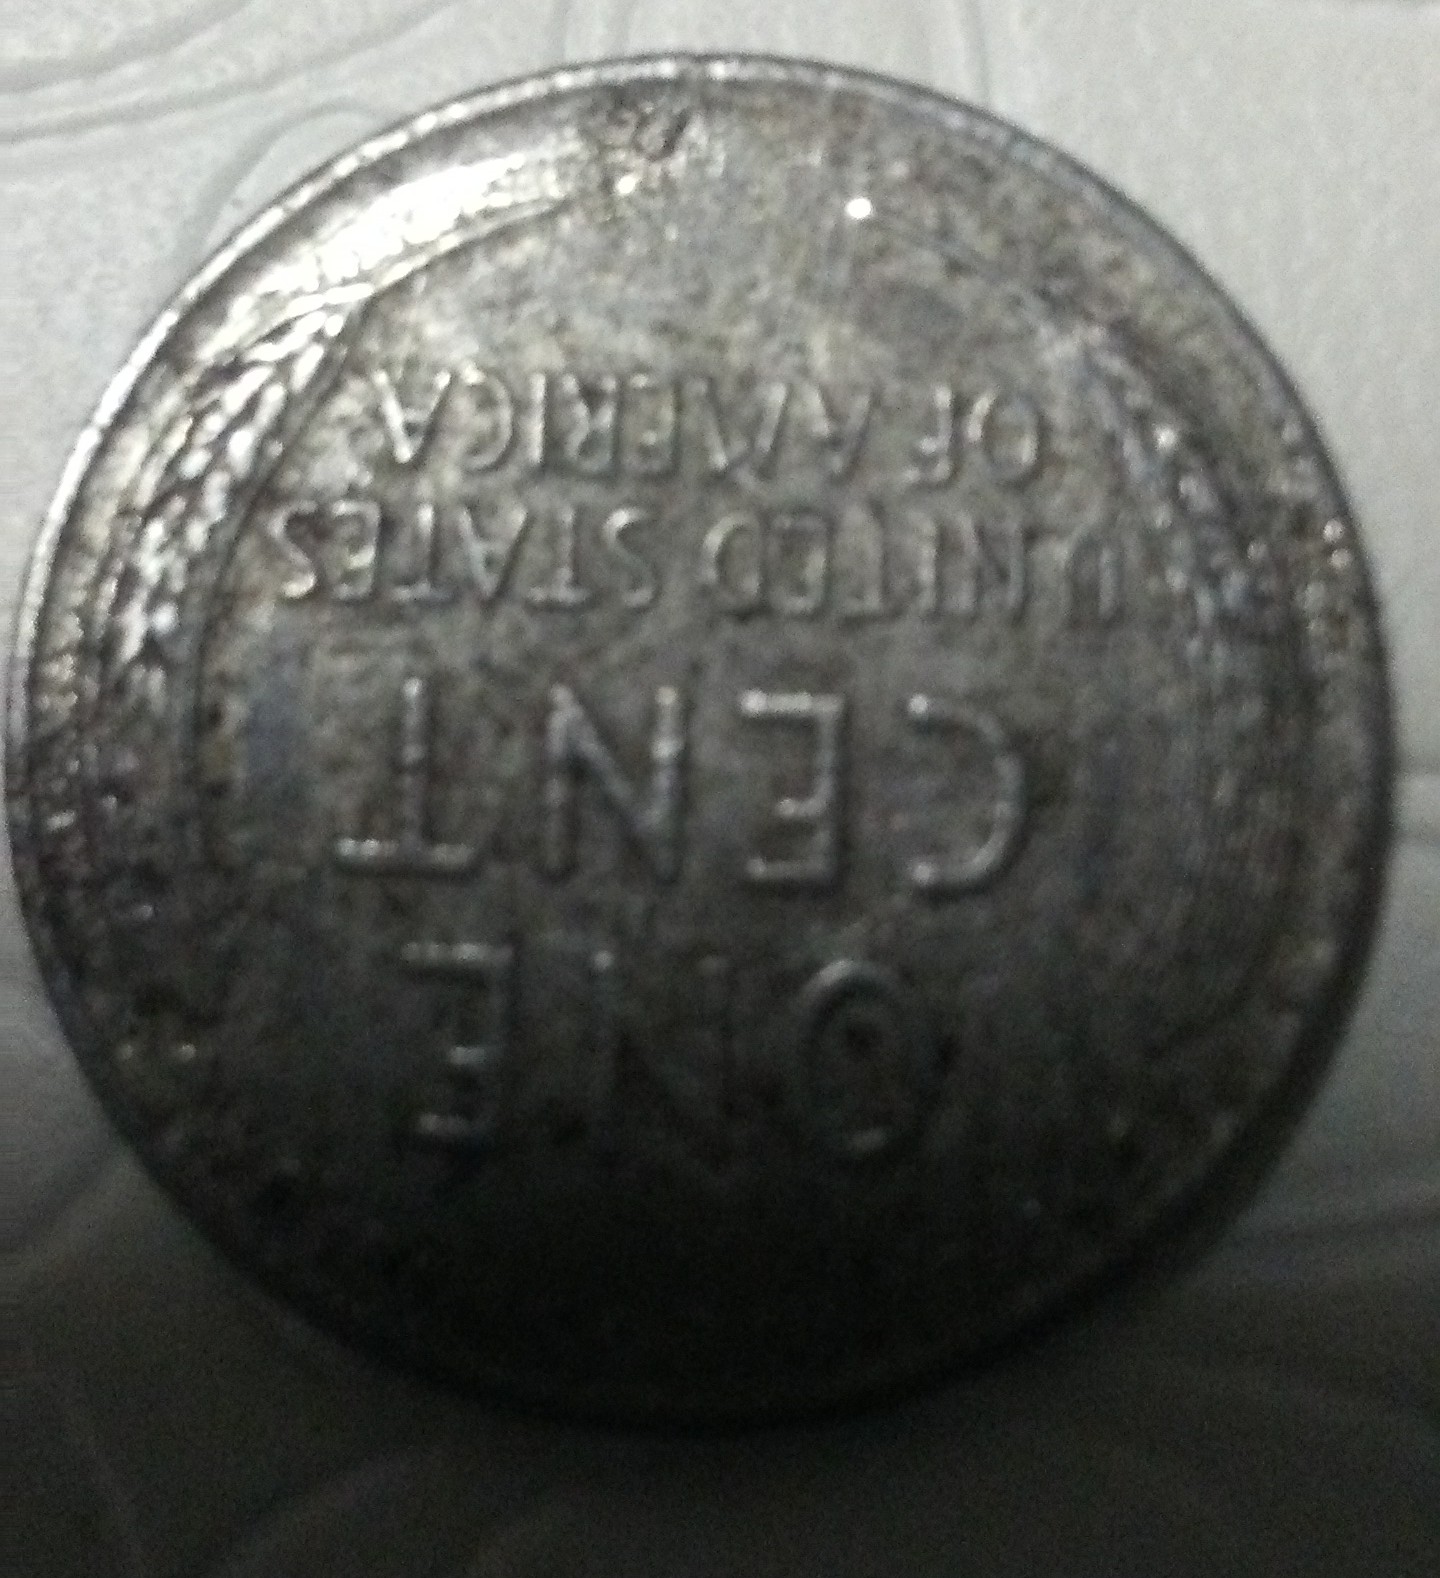 ONE
CENT
UNITED STATES
OF AMERICA